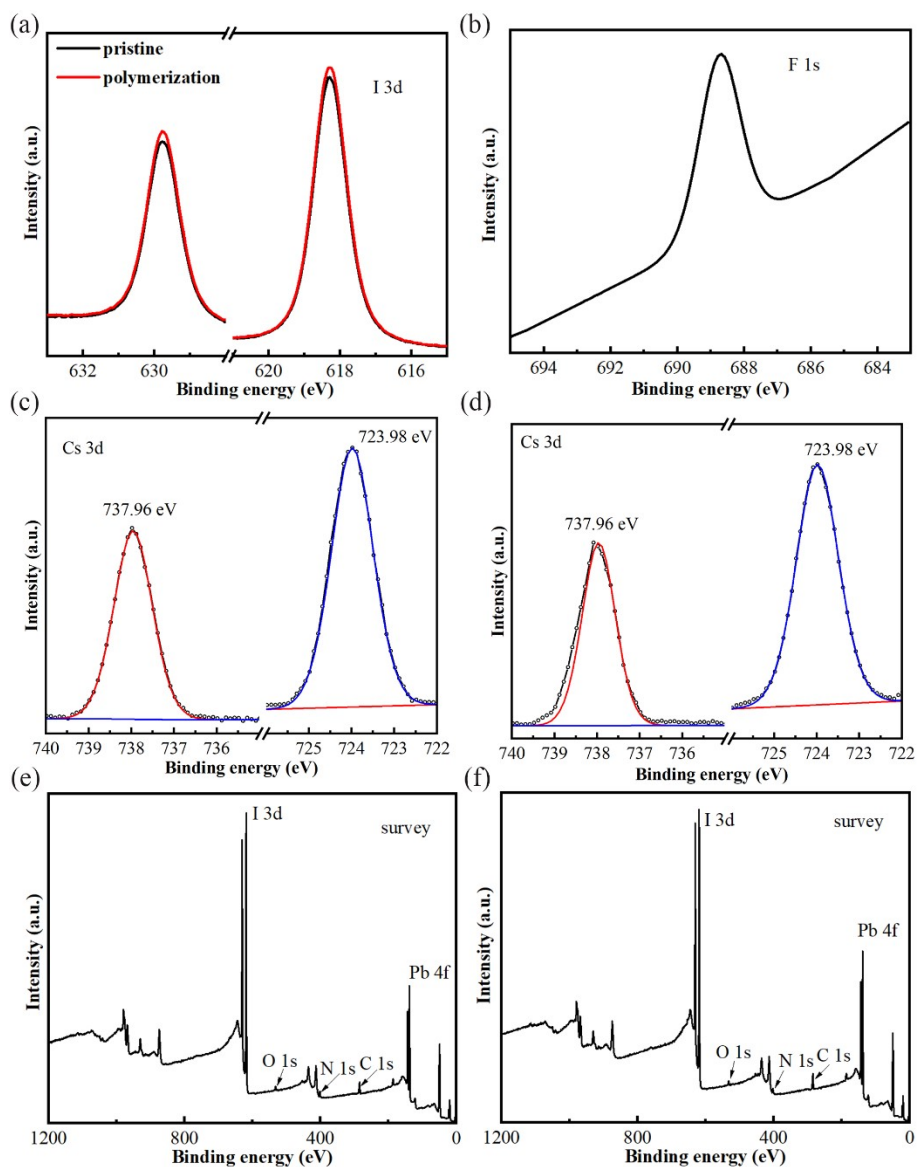 (a)
pristine
polymerization
I 3d
Intensity (a.u.)
632 630 620 618 616
Binding energy (eV)
(b)
F 1s
Intensity (a.u.)
694 692 690 688 686 684
Binding energy (eV)
(c)
Cs 3d
737.96 eV
723.98 eV
Intensity (a.u.)
740 738 737 736 725 724 723 722
Binding energy (eV)
(d)
Cs 3d
737.96 eV
723.98 eV
Intensity (a.u.)
740 739 738 737 736 725 724 723 722
Binding energy (eV)
(e)
I 3d
survey
Pb 4f
O 1s
N 1s
C 1s
Intensity (a.u.)
1200 800 400 0
Binding energy (eV)
(f)
I 3d
survey
Pb 4f
O 1s
N 1s
C 1s
Intensity (a.u.)
1200 800 400 0
Binding energy (eV)